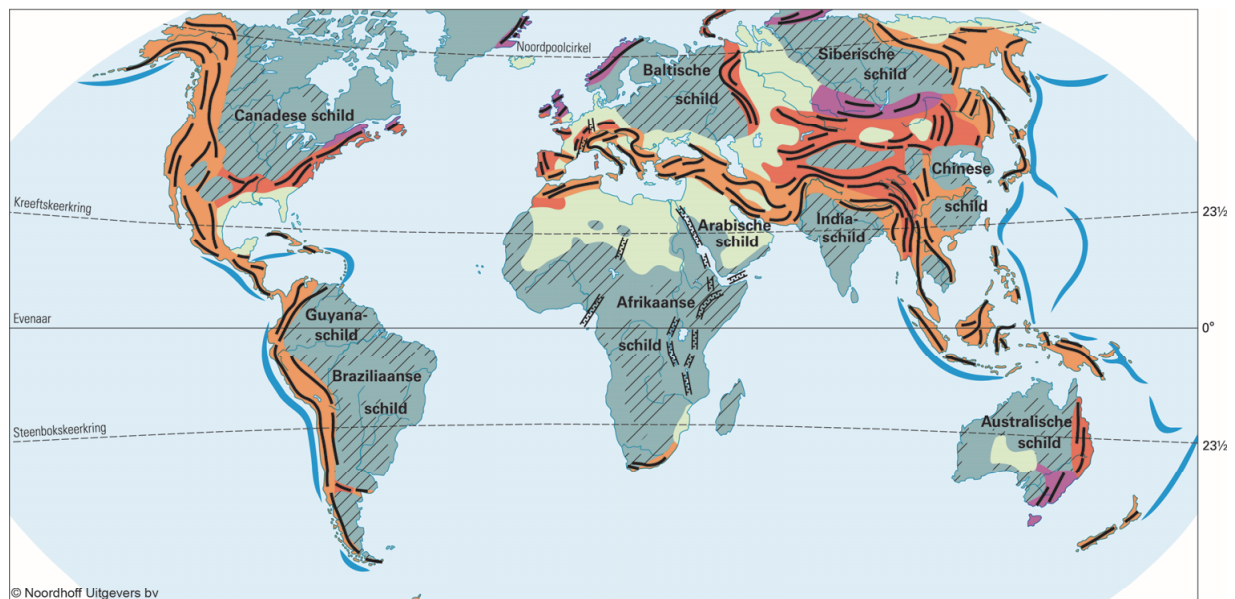 Noordpoolcirkel
Siberische
schild
Baltische
schild
Canadese schild
Chinese
schild
Kreeftskeerkring
23½
India-
schild
Arabische
schild
Afrikaanse
schild
Guyana-
schild
Evenaar
0°
Braziliaanse
schild
Australische
schild
Steenbokskeerkring
23½
© Noordhoff Uitgevers bv